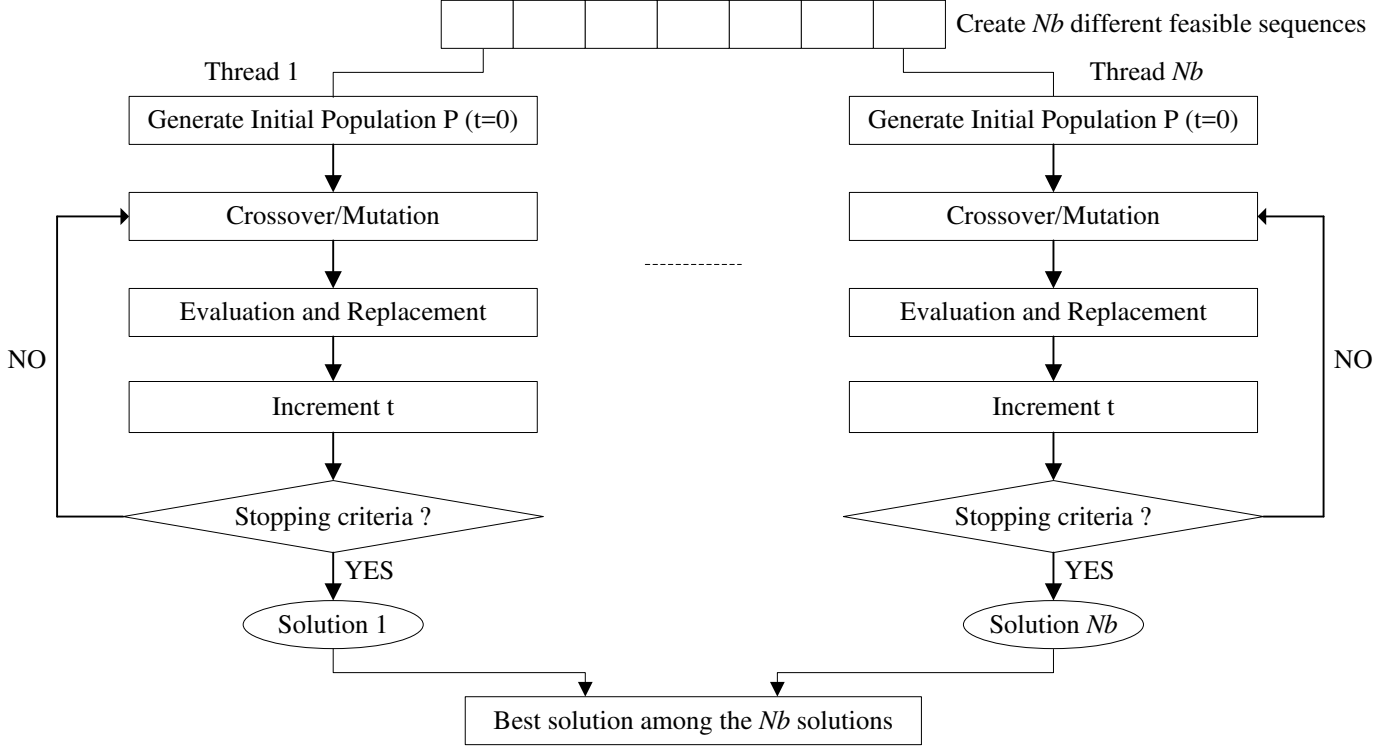 Create Nb different feasible sequences
Thread 1
Thread Nb
Generate Initial Population P (t=0)
Generate Initial Population P (t=0)
Crossover/Mutation
Crossover/Mutation
Evaluation and Replacement
Evaluation and Replacement
NO
NO
Increment t
Increment t
Stopping criteria ?
Stopping criteria ?
YES
YES
Solution 1
Solution Nb
Best solution among the Nb solutions